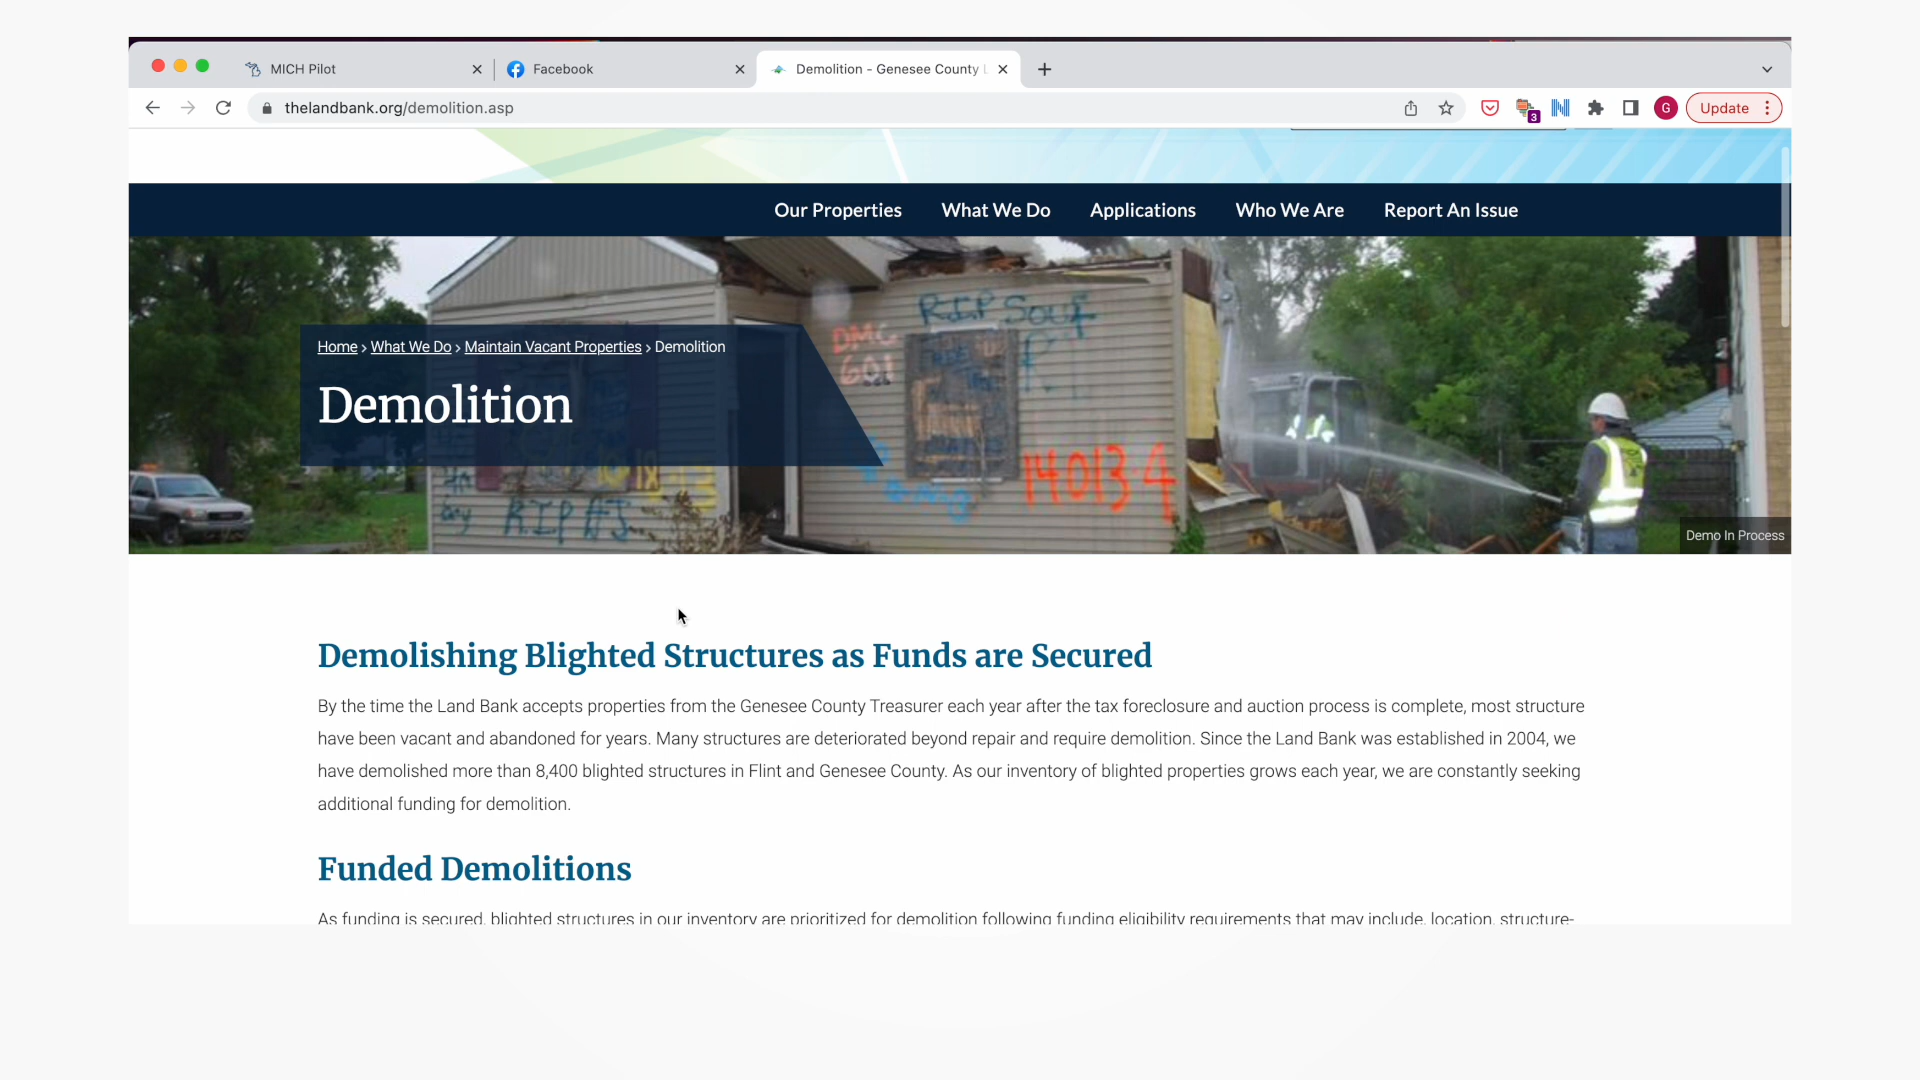 MICH Pilot
Facebook
Demolition - Genesee County
thelandbank.org/demolition.asp
3
G
Update
Our Properties
What We Do
Applications
Who We Are
Report An Issue
R.I.P Souf
DMG
601
Home > What We Do > Maintain Vacant Properties > Demolition
Demolition
14013-4
R.I.P
Demo In Process
Demolishing Blighted Structures as Funds are Secured
By the time the Land Bank accepts properties from the Genesee County Treasurer each year after the tax foreclosure and auction process is complete, most structure
have been vacant and abandoned for years. Many structures are deteriorated beyond repair and require demolition. Since the Land Bank was established in 2004, we
have demolished more than 8,400 blighted structures in Flint and Genesee County. As our inventory of blighted properties grows each year, we are constantly seeking
additional funding for demolition.
Funded Demolitions
As funding is secured, blighted structures in our inventory are prioritized for demolition following funding eligibility requirements that may include, location, structure-